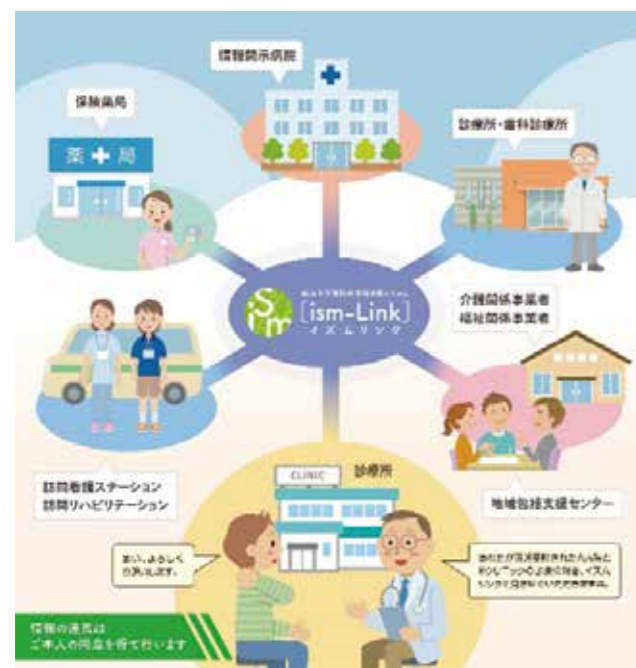 情報開示病院
保険薬局
薬局
診療所・歯科診療所
[ism-Link]
イズムリンク
介護関係事業者
福祉関係事業者
訪問看護ステーション
訪問リハビリテーション
CLINIC
診療所
地域包括支援センター
はい、よろしく
お願いします。
情報の連携は
ご本人の同意を得て行います